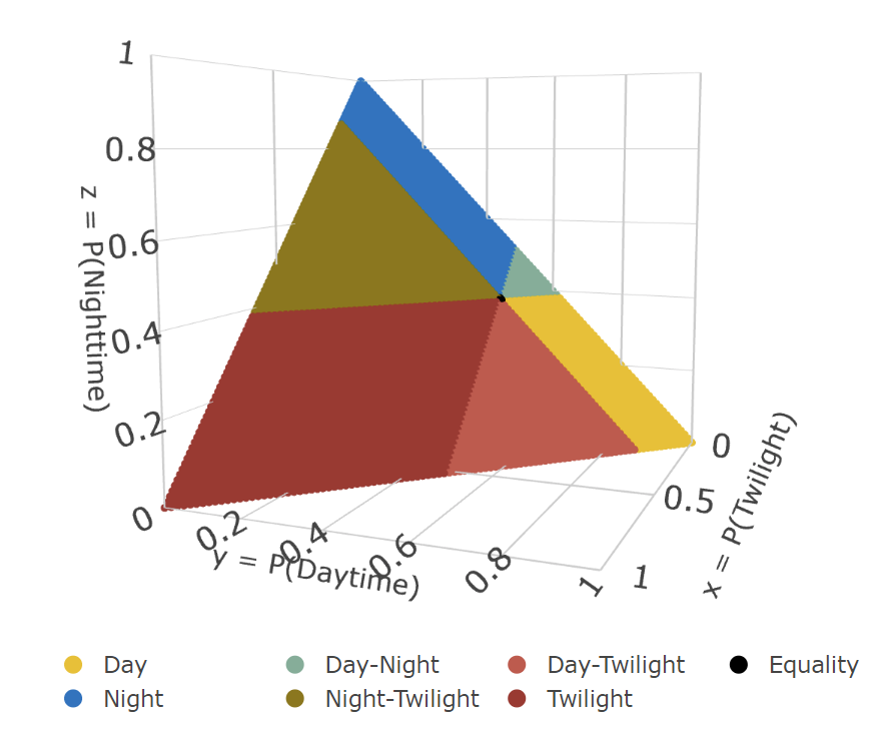 1
0.8
0.6
0.4
0.2
0
z = P(Nighttime)
0.2
0.4
0.6
0.8
1
y = P(Daytime)
0
0.5
1
x = P(Twilight)
Day
Day-Night
Day-Twilight
Equality
Night
Night-Twilight
Twilight